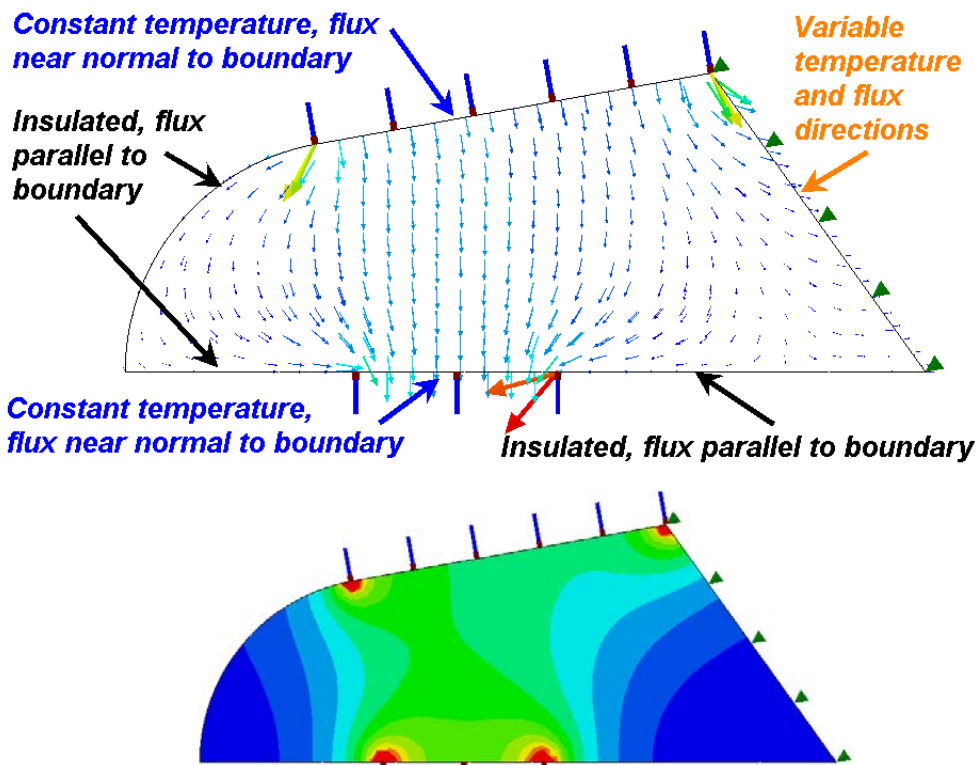 Constant temperature, flux
near normal to boundary
Variable
temperature
and flux
directions
Insulated, flux
parallel to
boundary
Constant temperature,
flux near normal to boundary
Insulated, flux parallel to boundary